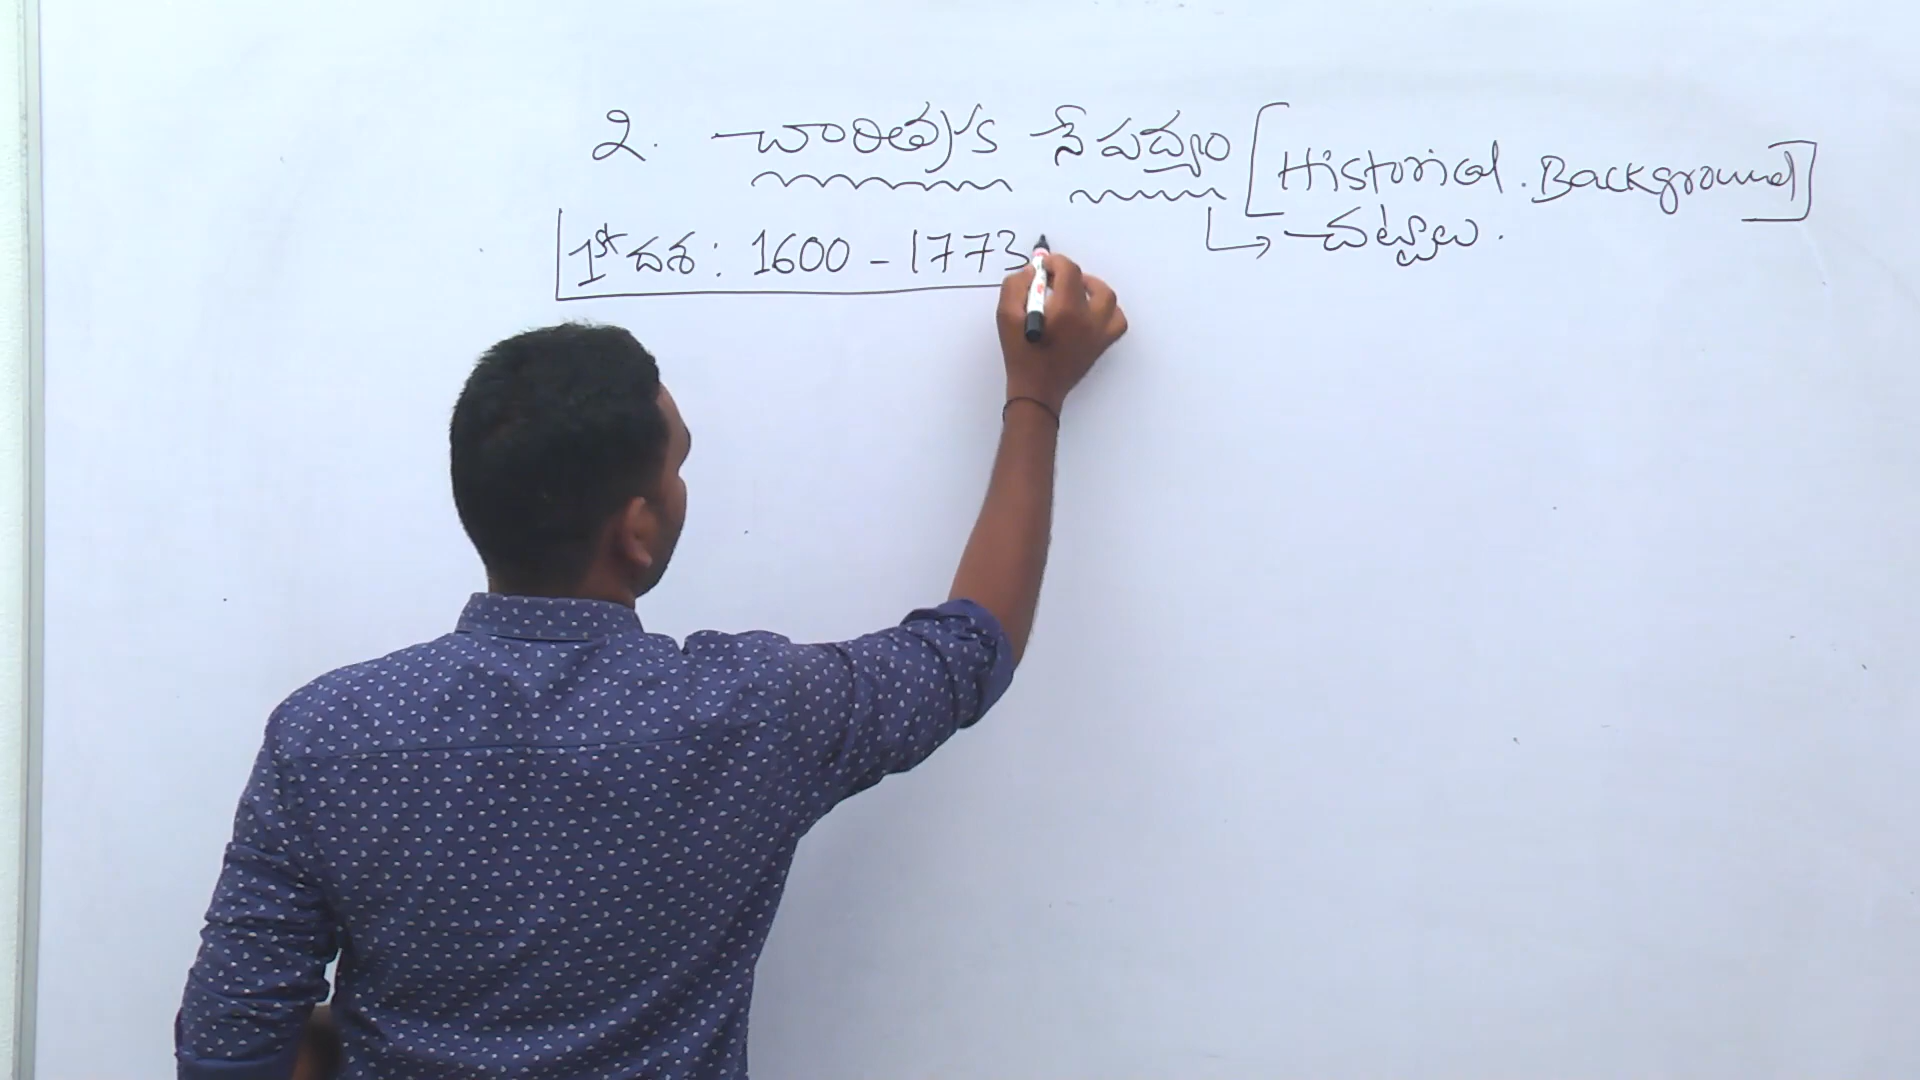 2. చారిత్రక నేపద్యం [Historical. Background]
↳ చట్టాలు.
1st దశ: 1600 - 1773